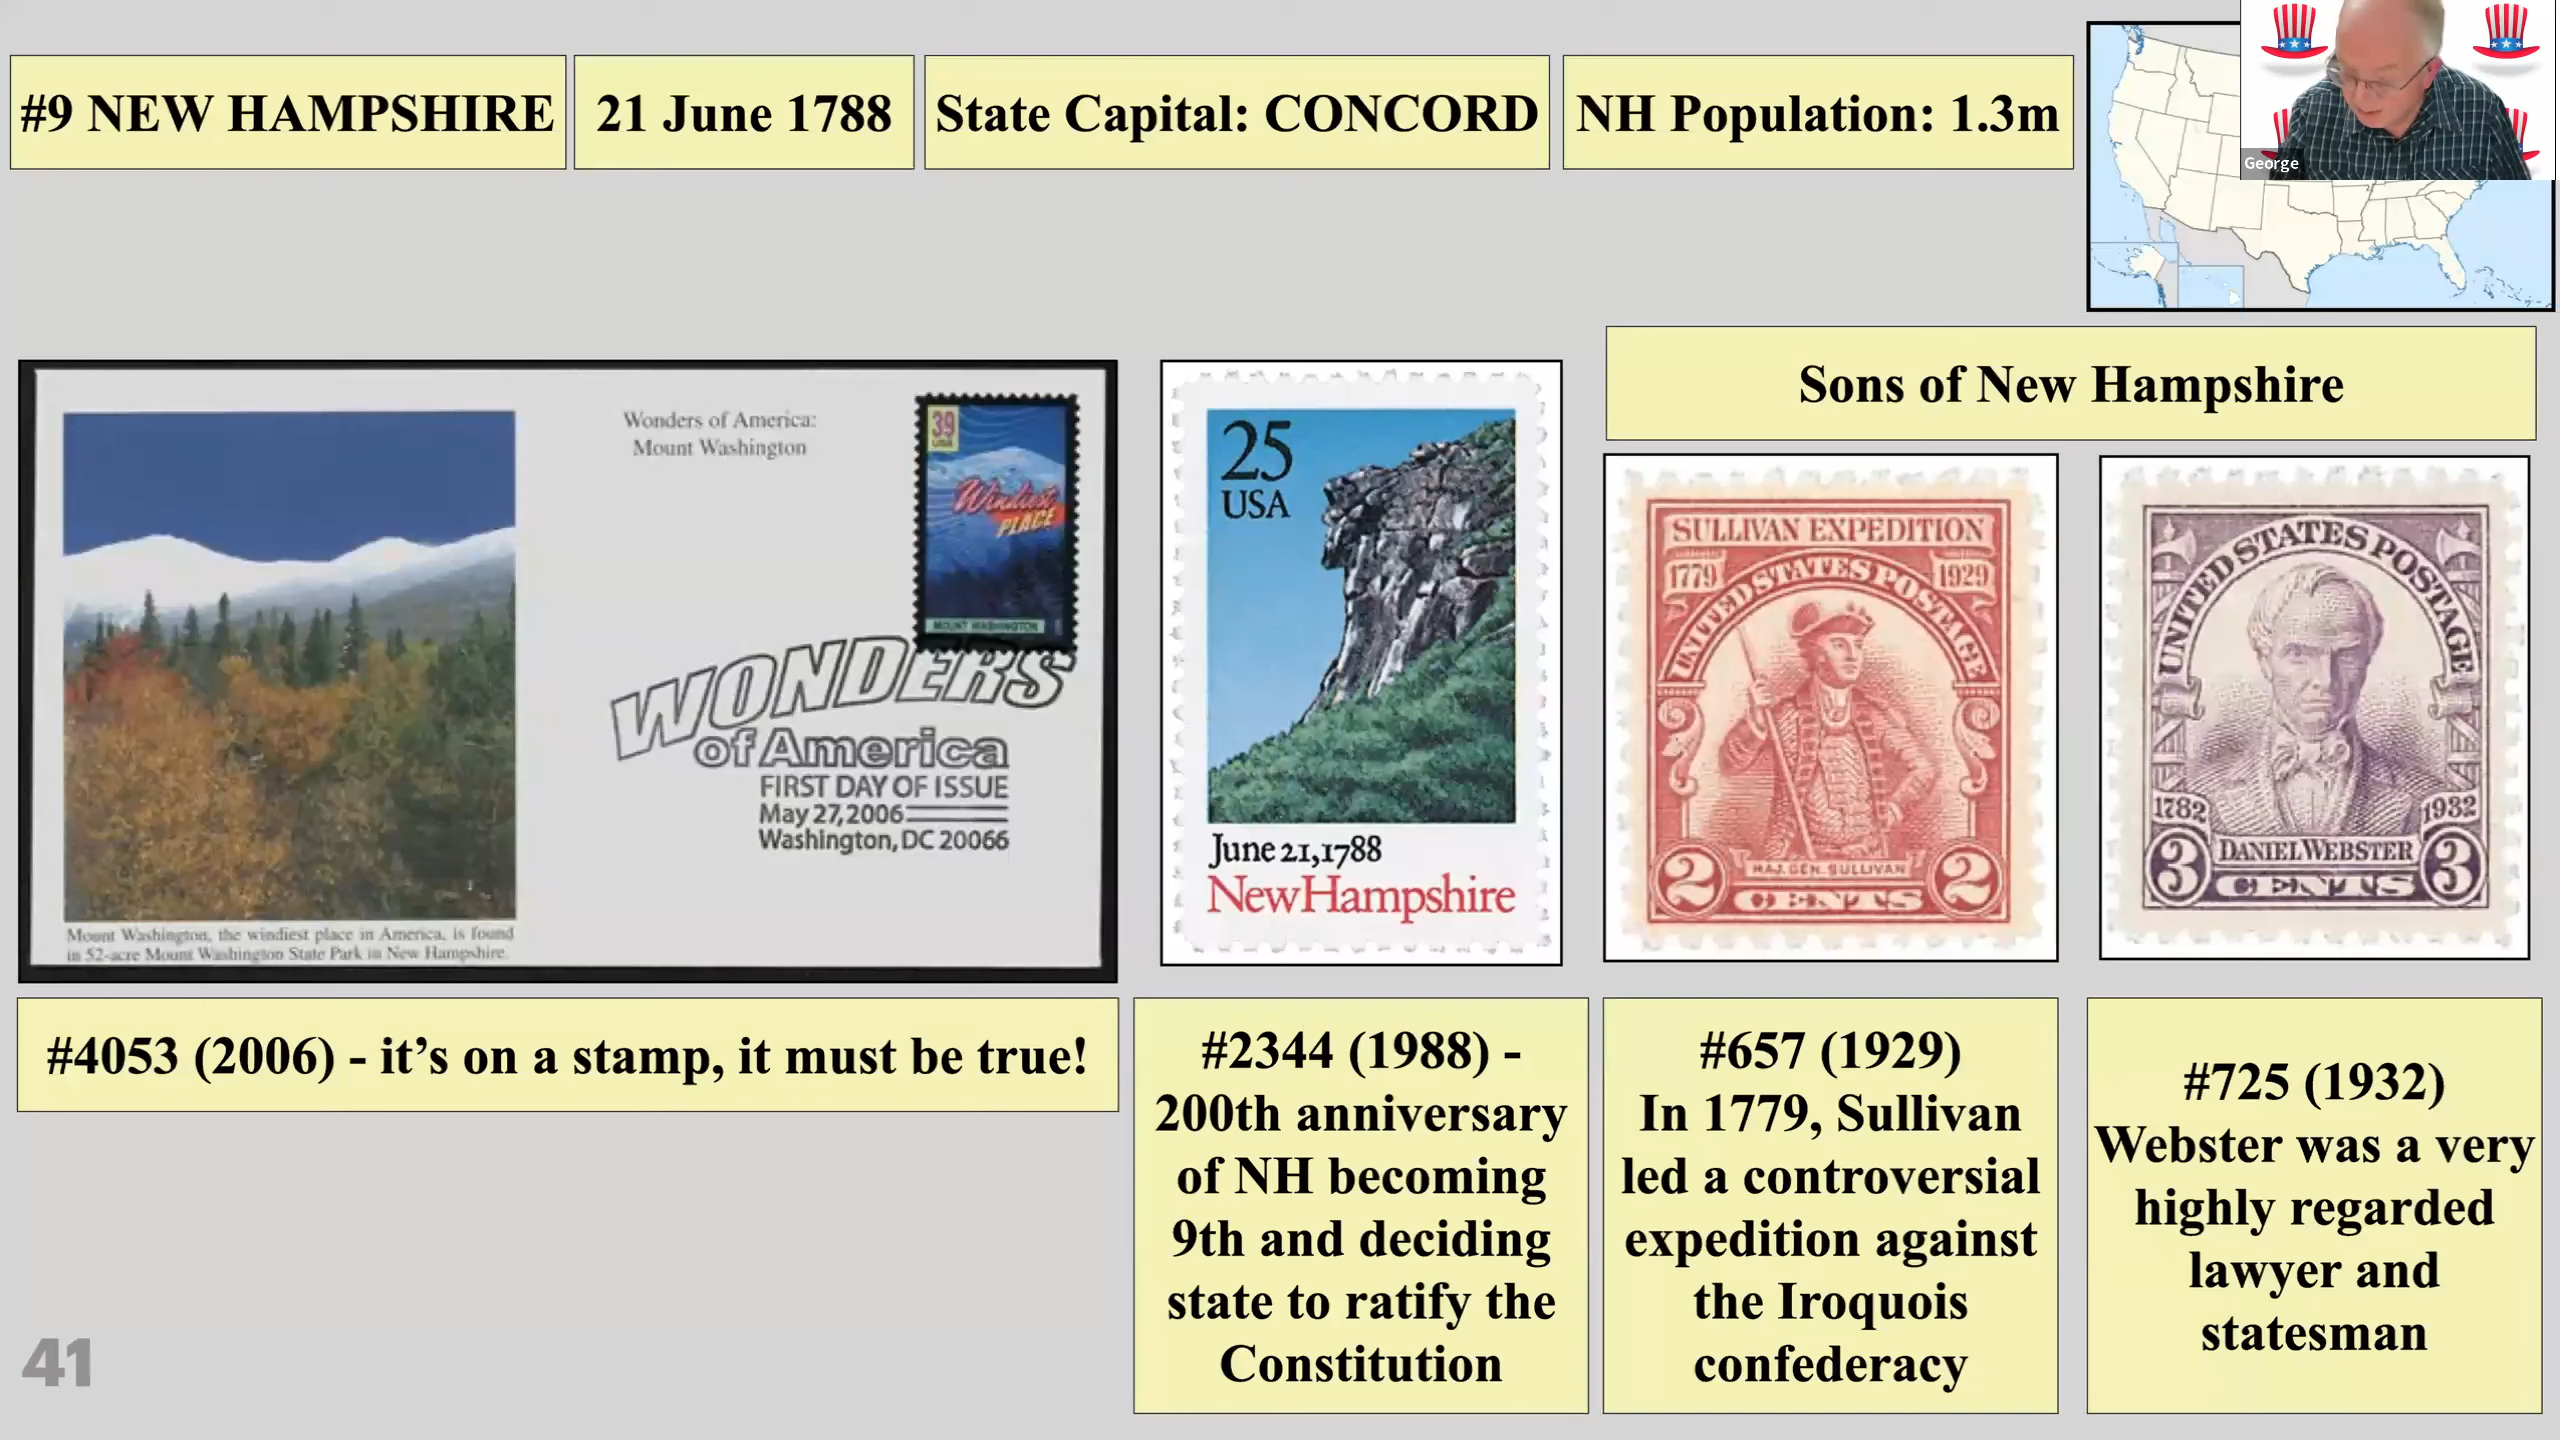 #9 NEW HAMPSHIRE
21 June 1788
State Capital: CONCORD
NH Population: 1.3m
George
Wonders of America:
Mount Washington
39
USA
Windiest
PLACE
MOUNT WASHINGTON
WONDERS
of America
FIRST DAY OF ISSUE
May 27, 2006
Washington, DC 20066
Mount Washington, the windiest place in America, is found
in 52-acre Mount Washington State Park in New Hampshire.
#4053 (2006) - it’s on a stamp, it must be true!
25
USA
June 21, 1788
New Hampshire
#2344 (1988) -
200th anniversary
of NH becoming
9th and deciding
state to ratify the
Constitution
Sons of New Hampshire
SULLIVAN EXPEDITION
1779
1929
UNITED STATES POSTAGE
MAJ. GEN. SULLIVAN
2 CENTS 2
#657 (1929)
In 1779, Sullivan
led a controversial
expedition against
the Iroquois
confederacy
UNITED STATES POSTAGE
1782
1932
DANIEL WEBSTER
3 CENTS 3
#725 (1932)
Webster was a very
highly regarded
lawyer and
statesman
41